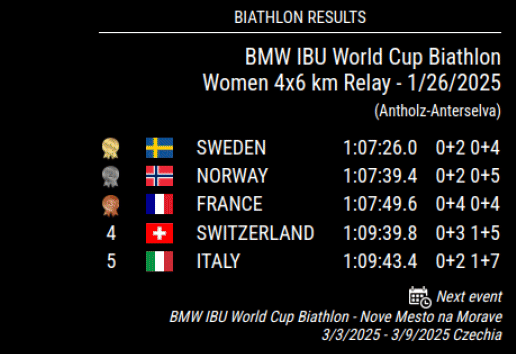 BIATHLON RESULTS
BMW IBU World Cup Biathlon
Women 4x6 km Relay - 1/26/2025
(Antholz-Anterselva)
SWEDEN 1:07:26.0 0+2 0+4
NORWAY 1:07:39.4 0+2 0+5
FRANCE 1:07:49.6 0+4 0+4
4 SWITZERLAND 1:09:39.8 0+3 1+5
5 ITALY 1:09:43.4 0+2 1+7
Next event
BMW IBU World Cup Biathlon - Nove Mesto na Morave
3/3/2025 - 3/9/2025 Czechia